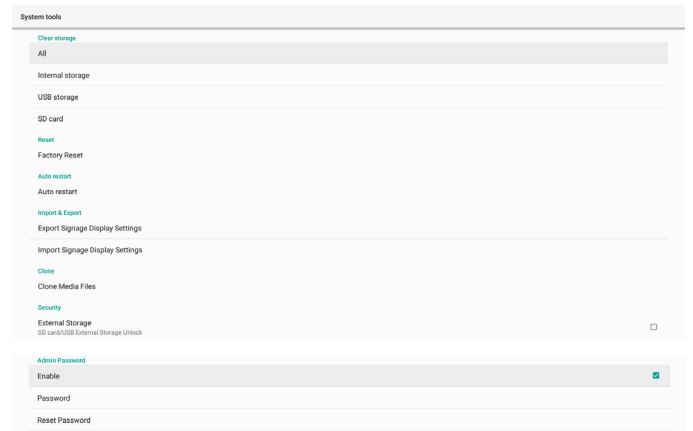 System tools
Clear storage
All
Internal storage
USB storage
SD card
Reset
Factory Reset
Auto restart
Auto restart
Import & Export
Export Signage Display Settings
Import Signage Display Settings
Clone
Clone Media Files
Security
External Storage
SD card/USB External Storage Unlock
Admin Password
Enable
Password
Reset Password